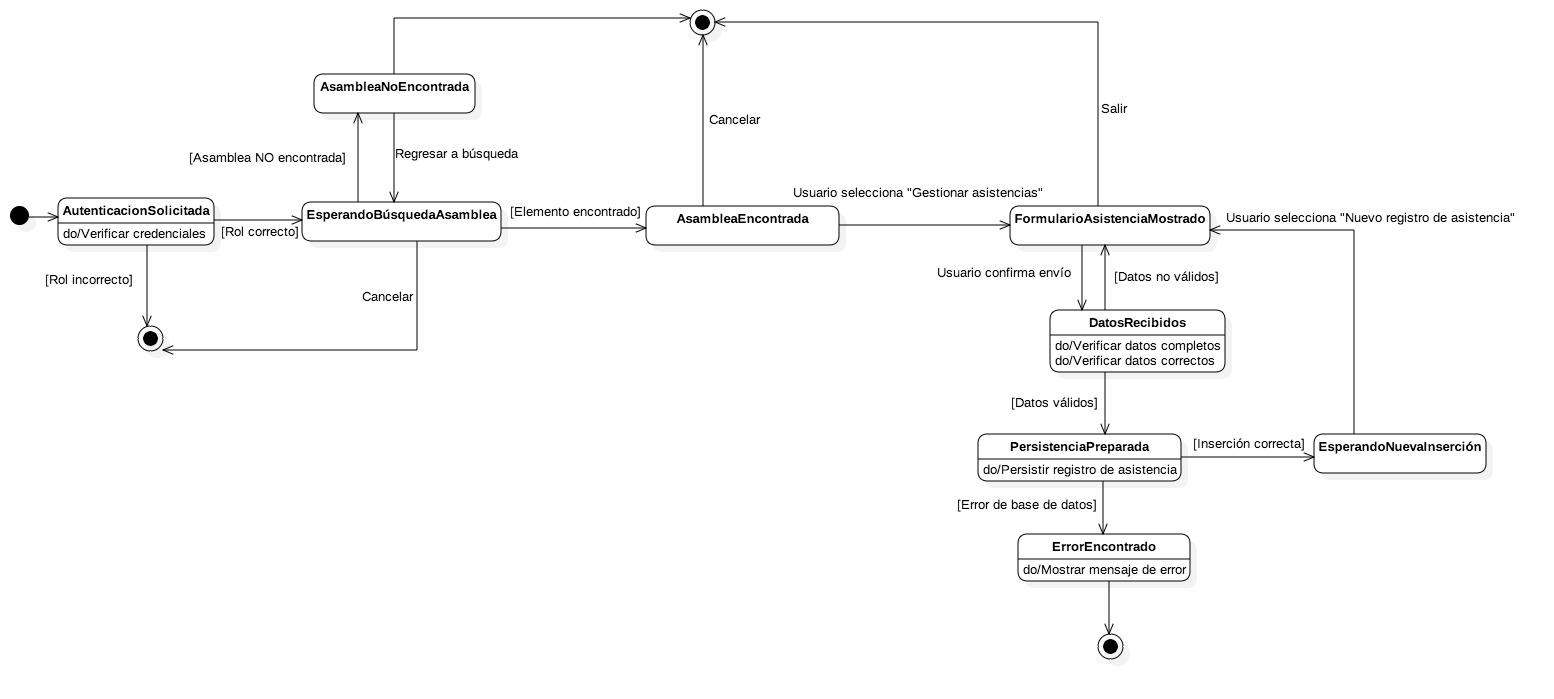 AsambleaNoEncontrada
Cancelar
Salir
[Asamblea NO encontrada]
Regresar a búsqueda
Usuario selecciona "Gestionar asistencias"
AutenticacionSolicitada
do/Verificar credenciales
[Rol correcto]
EsperandoBúsquedaAsamblea
[Elemento encontrado]
AsambleaEncontrada
FormularioAsistenciaMostrado
Usuario selecciona "Nuevo registro de asistencia"
[Rol incorrecto]
Cancelar
Usuario confirma envío
[Datos no válidos]
DatosRecibidos
do/Verificar datos completos
do/Verificar datos correctos
[Datos válidos]
PersistenciaPreparada
do/Persistir registro de asistencia
[Inserción correcta]
EsperandoNuevaInserción
[Error de base de datos]
ErrorEncontrado
do/Mostrar mensaje de error